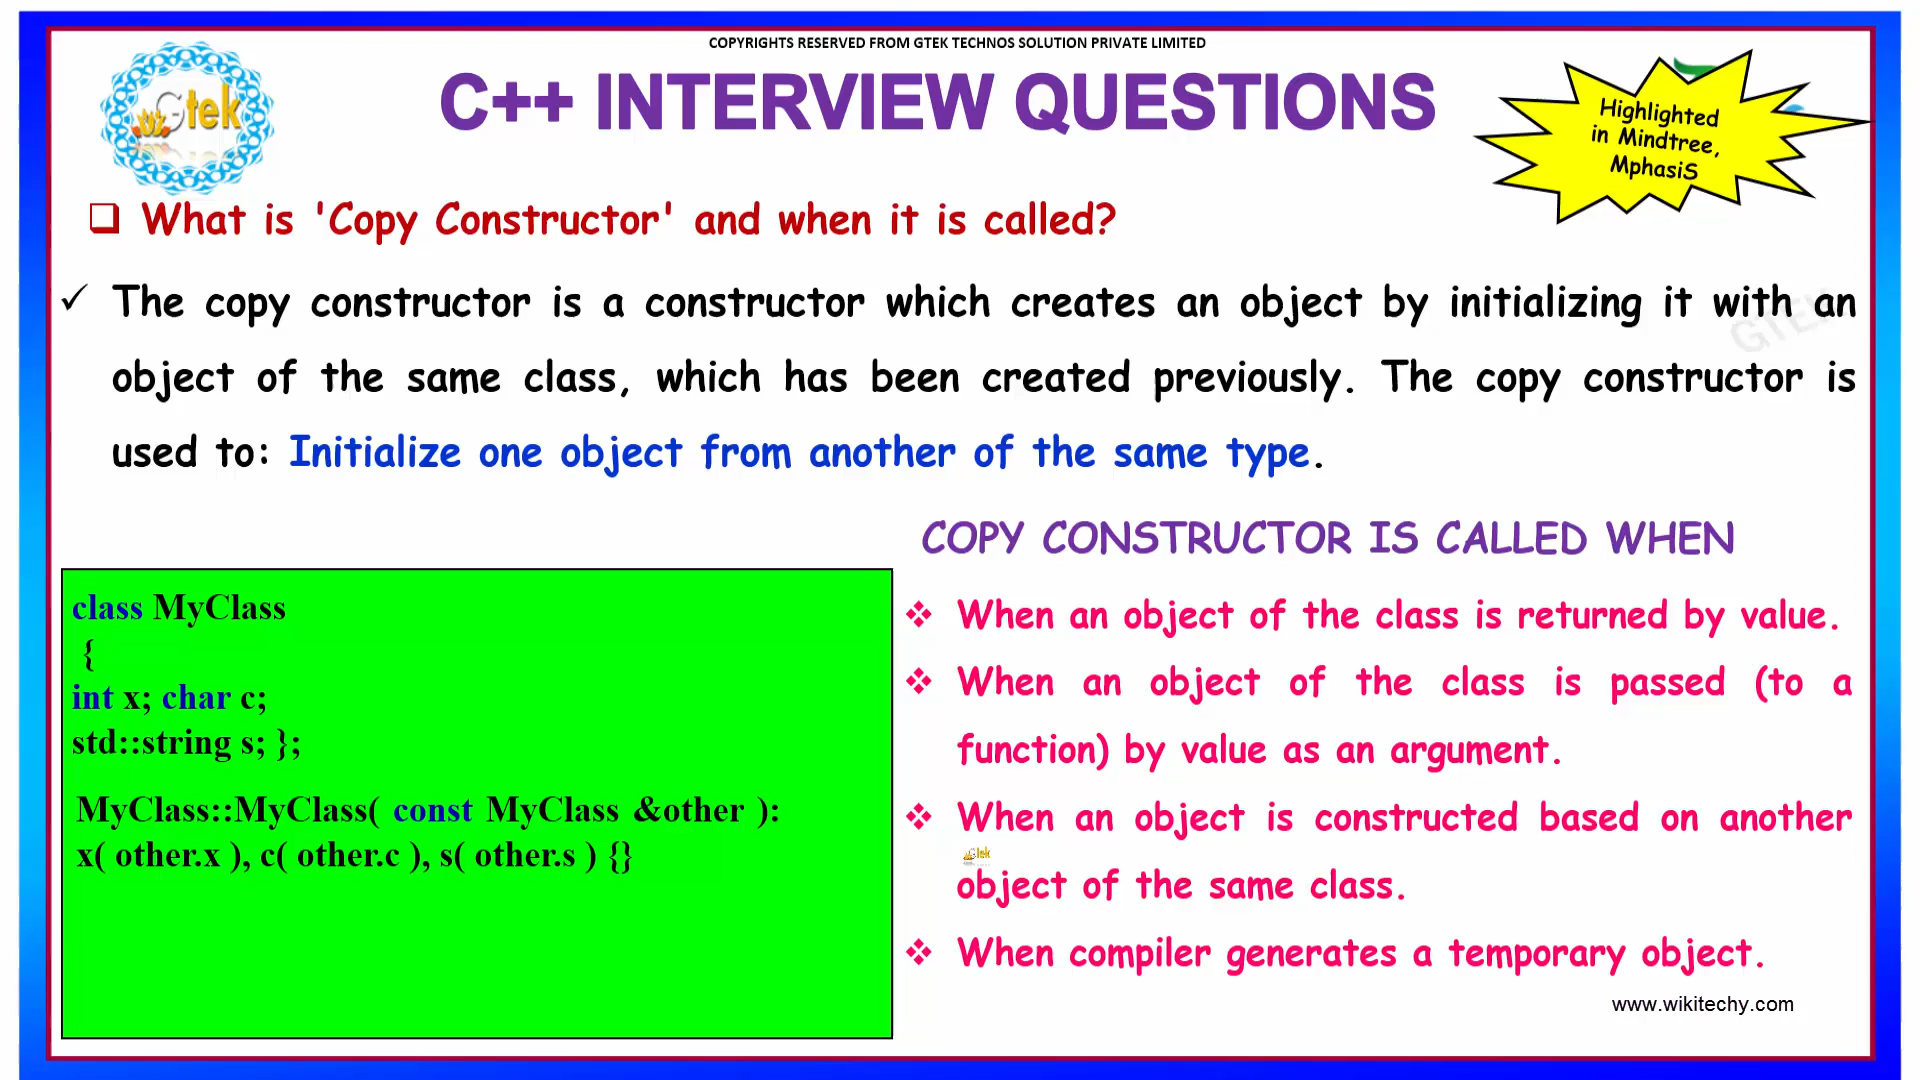 COPYRIGHTS RESERVED FROM GTEK TECHNOS SOLUTION PRIVATE LIMITED
Gtek
C++ INTERVIEW QUESTIONS
Highlighted
in Mindtree,
MphasiS
What is 'Copy Constructor' and when it is called?
The copy constructor is a constructor which creates an object by initializing it with an
object of the same class, which has been created previously. The copy constructor is
used to: Initialize one object from another of the same type.
GTEK
class MyClass
{
int x; char c;
std::string s; };
MyClass::MyClass( const MyClass &other ):
x( other.x ), c( other.c ), s( other.s ) {}
COPY CONSTRUCTOR IS CALLED WHEN
When an object of the class is returned by value.
When an object of the class is passed (to a
function) by value as an argument.
When an object is constructed based on another
Gtek
object of the same class.
When compiler generates a temporary object.
www.wikitechy.com